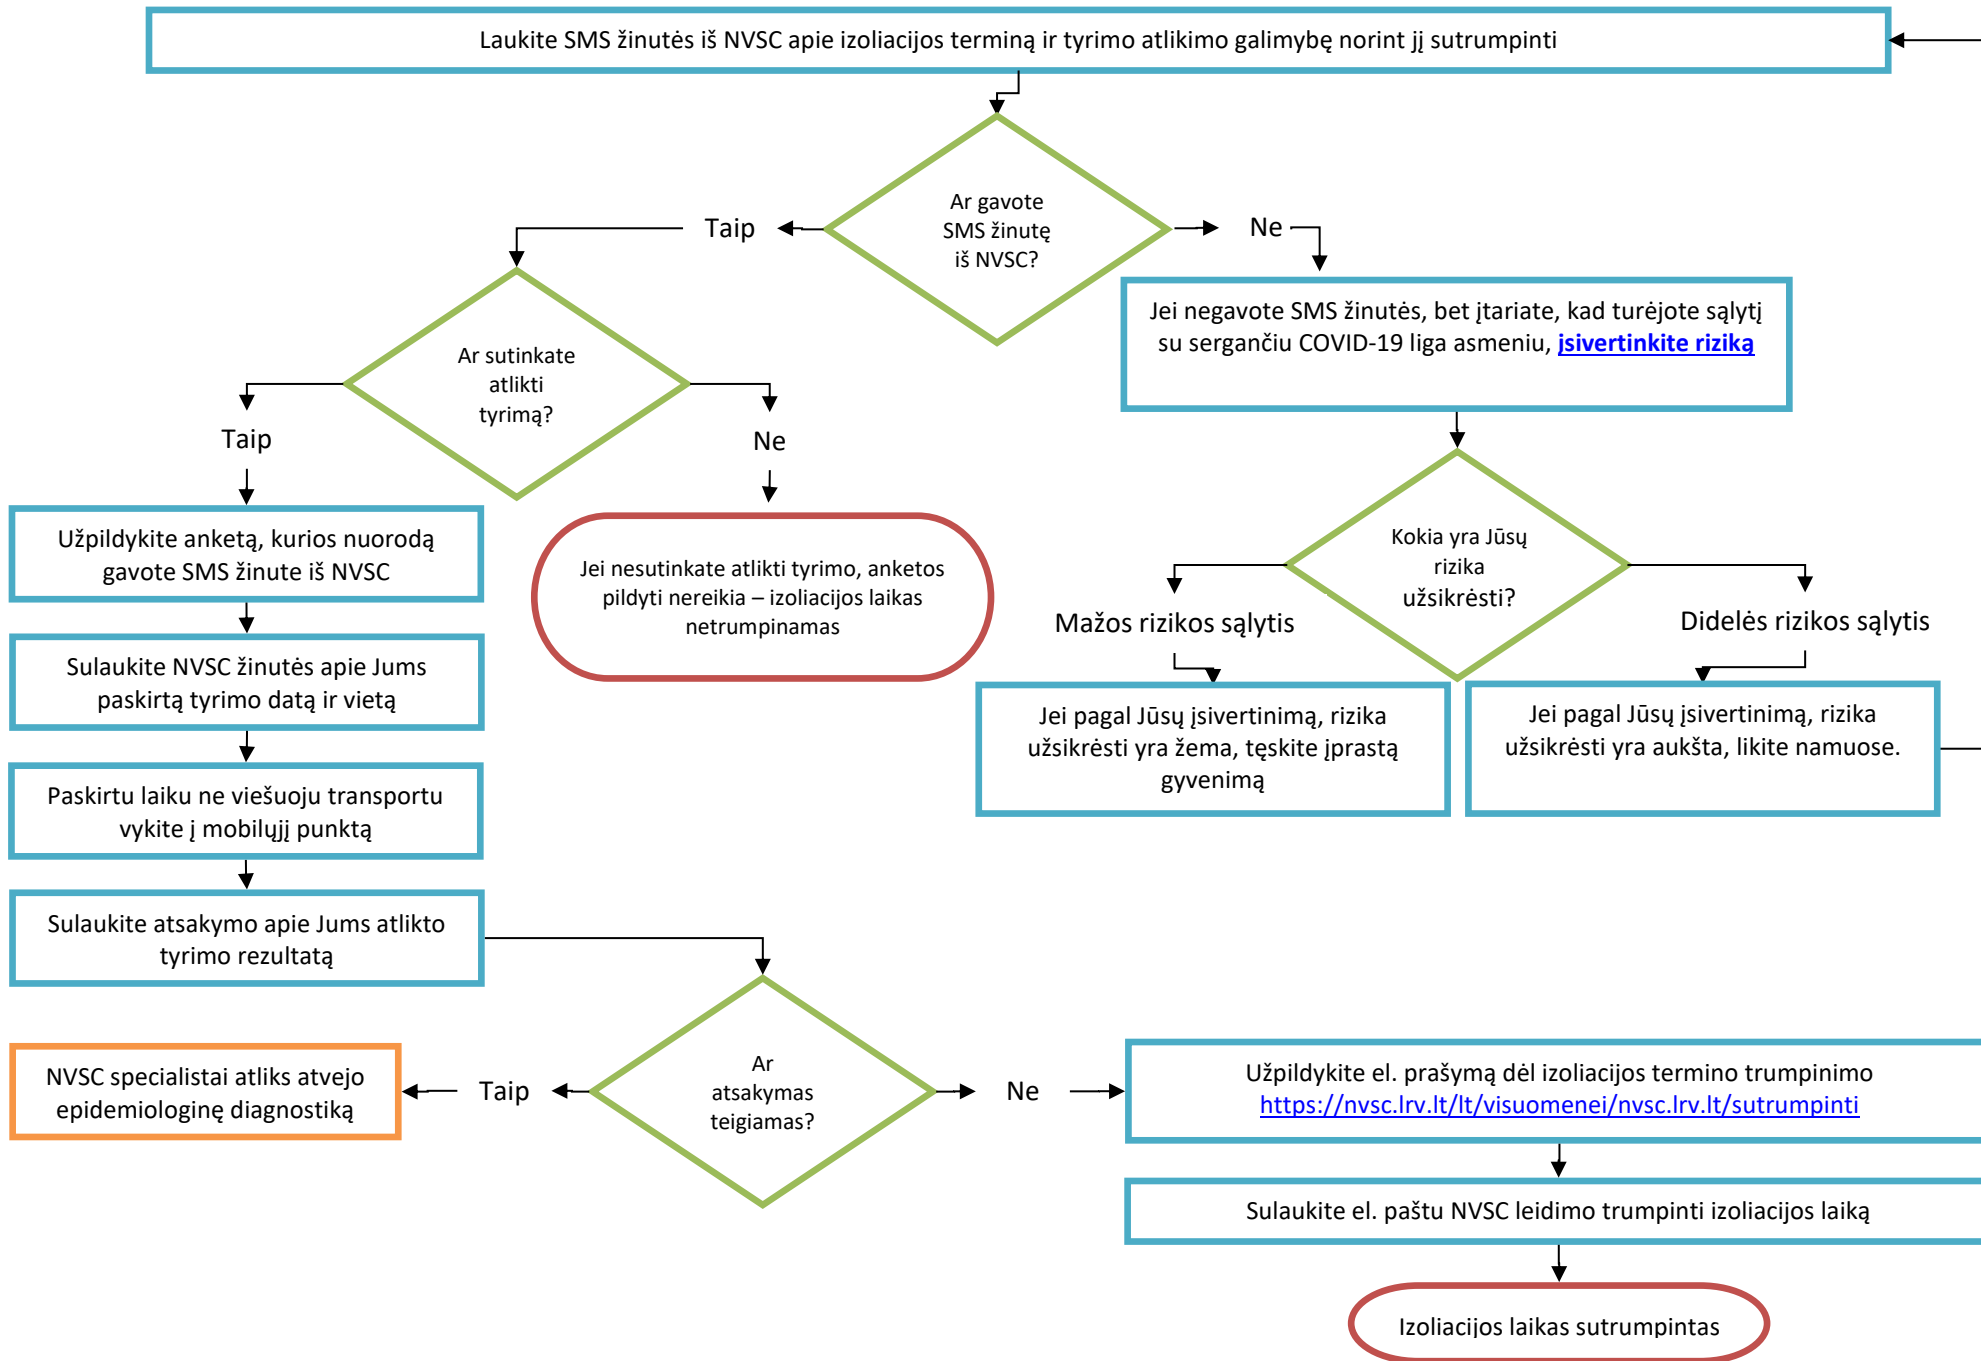 Laukite SMS žinutės iš NVSC apie izoliacijos terminą ir tyrimo atlikimo galimybę norint jį sutrumpinti
Ar gavote
SMS žinutę
iš NVSC?
Taip
Ne
Ar sutinkate
atlikti
tyrimą?
Jei negavote SMS žinutės, bet įtariate, kad turėjote sąlytį
su sergančiu COVID-19 liga asmeniu, įsivertinkite riziką
Taip
Ne
Užpildykite anketą, kurios nuorodą
gavote SMS žinute iš NVSC
Jei nesutinkate atlikti tyrimo, anketos
pildyti nereikia – izoliacijos laikas
netrumpinamas
Kokia yra Jūsų
rizika
užsikrėsti?
Mažos rizikos sąlytis
Didelės rizikos sąlytis
Sulaukite NVSC žinutės apie Jums
paskirtą tyrimo datą ir vietą
Jei pagal Jūsų įsivertinimą, rizika
užsikrėsti yra žema, tęskite įprastą
gyvenimą
Jei pagal Jūsų įsivertinimą, rizika
užsikrėsti yra aukšta, likite namuose.
Paskirtu laiku ne viešuoju transportu
vykite į mobilųjį punktą
Sulaukite atsakymo apie Jums atlikto
tyrimo rezultatą
Ar
atsakymas
teigiamas?
Taip
Ne
NVSC specialistai atliks atvejo
epidemiologinę diagnostiką
Užpildykite el. prašymą dėl izoliacijos termino trumpinimo
https://nvsc.lrv.lt/lt/visuomenei/nvsc.lrv.lt/sutrumpinti
Sulaukite el. paštu NVSC leidimo trumpinti izoliacijos laiką
Izoliacijos laikas sutrumpintas